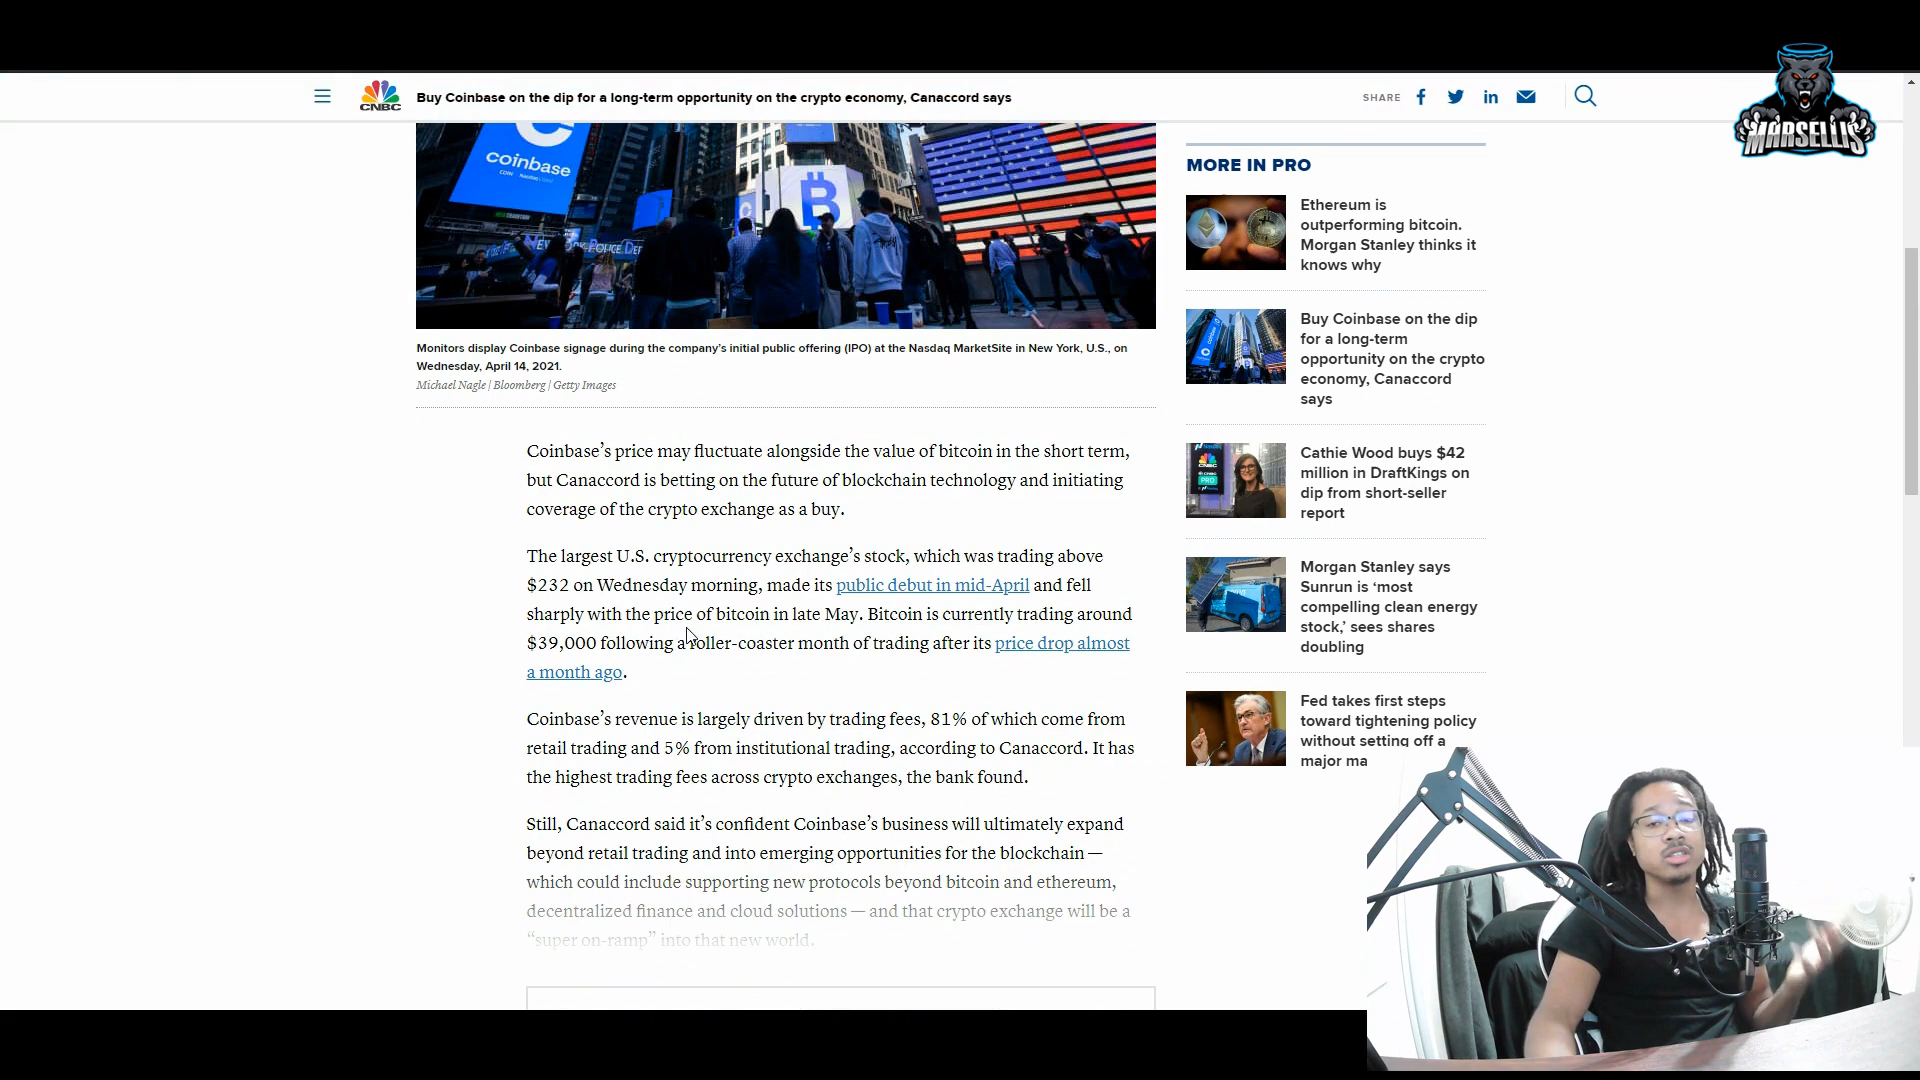 CNBC
Buy Coinbase on the dip for a long-term opportunity on the crypto economy, Canaccord says
SHARE
MARSELLIS
coinbase
NEW YORK POLICE DEP
Monitors display Coinbase signage during the company’s initial public offering (IPO) at the Nasdaq MarketSite in New York, U.S., on
Wednesday, April 14, 2021.
Michael Nagle | Bloomberg | Getty Images
Coinbase’s price may fluctuate alongside the value of bitcoin in the short term,
but Canaccord is betting on the future of blockchain technology and initiating
coverage of the crypto exchange as a buy.
The largest U.S. cryptocurrency exchange’s stock, which was trading above
$232 on Wednesday morning, made its public debut in mid-April and fell
sharply with the price of bitcoin in late May. Bitcoin is currently trading around
$39,000 following a roller-coaster month of trading after its price drop almost
a month ago.
Coinbase’s revenue is largely driven by trading fees, 81% of which come from
retail trading and 5% from institutional trading, according to Canaccord. It has
the highest trading fees across crypto exchanges, the bank found.
Still, Canaccord said it’s confident Coinbase’s business will ultimately expand
beyond retail trading and into emerging opportunities for the blockchain —
which could include supporting new protocols beyond bitcoin and ethereum,
decentralized finance and cloud solutions — and that crypto exchange will be a
“super on-ramp” into that new world.
MORE IN PRO
Ethereum is
outperforming bitcoin.
Morgan Stanley thinks it
knows why
Buy Coinbase on the dip
for a long-term
opportunity on the crypto
economy, Canaccord
says
CNBC
PRO
Cathie Wood buys $42
million in DraftKings on
dip from short-seller
report
Morgan Stanley says
Sunrun is ‘most
compelling clean energy
stock,’ sees shares
doubling
Fed takes first steps
toward tightening policy
without setting off a
major ma